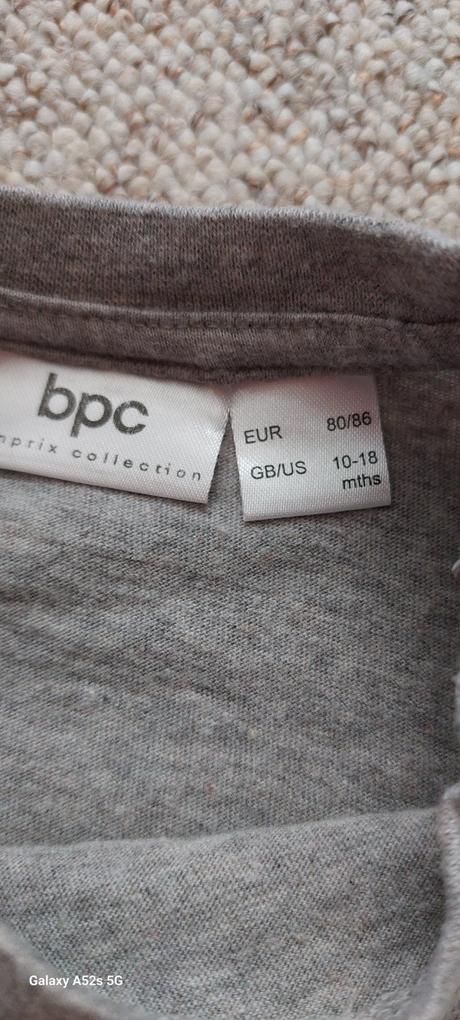 bpc
nprix collection
EUR 80/86
GB/US 10-18
mths
Galaxy A52s 5G